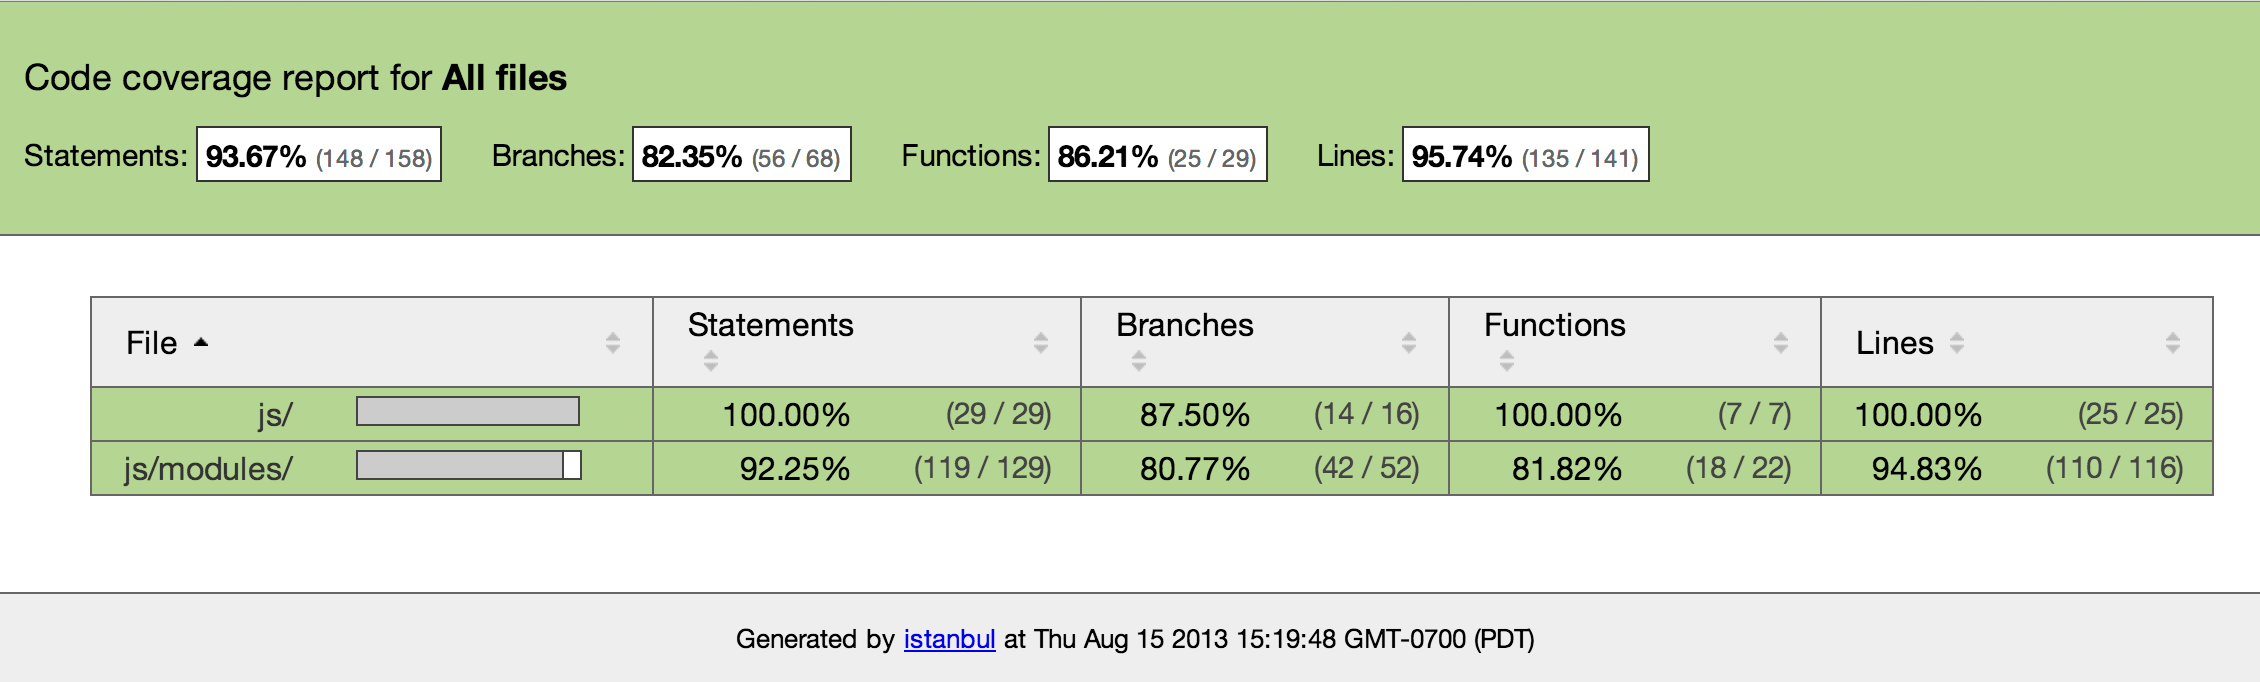 Code coverage report for All files
Statements: 93.67% (148 / 158) Branches: 82.35% (56 / 68) Functions: 86.21% (25 / 29) Lines: 95.74% (135 / 141)
File Statements Branches Functions Lines
js/ 100.00% (29 / 29) 87.50% (14 / 16) 100.00% (7 / 7) 100.00% (25 / 25)
js/modules/ 92.25% (119 / 129) 80.77% (42 / 52) 81.82% (18 / 22) 94.83% (110 / 116)
Generated by istanbul at Thu Aug 15 2013 15:19:48 GMT-0700 (PDT)